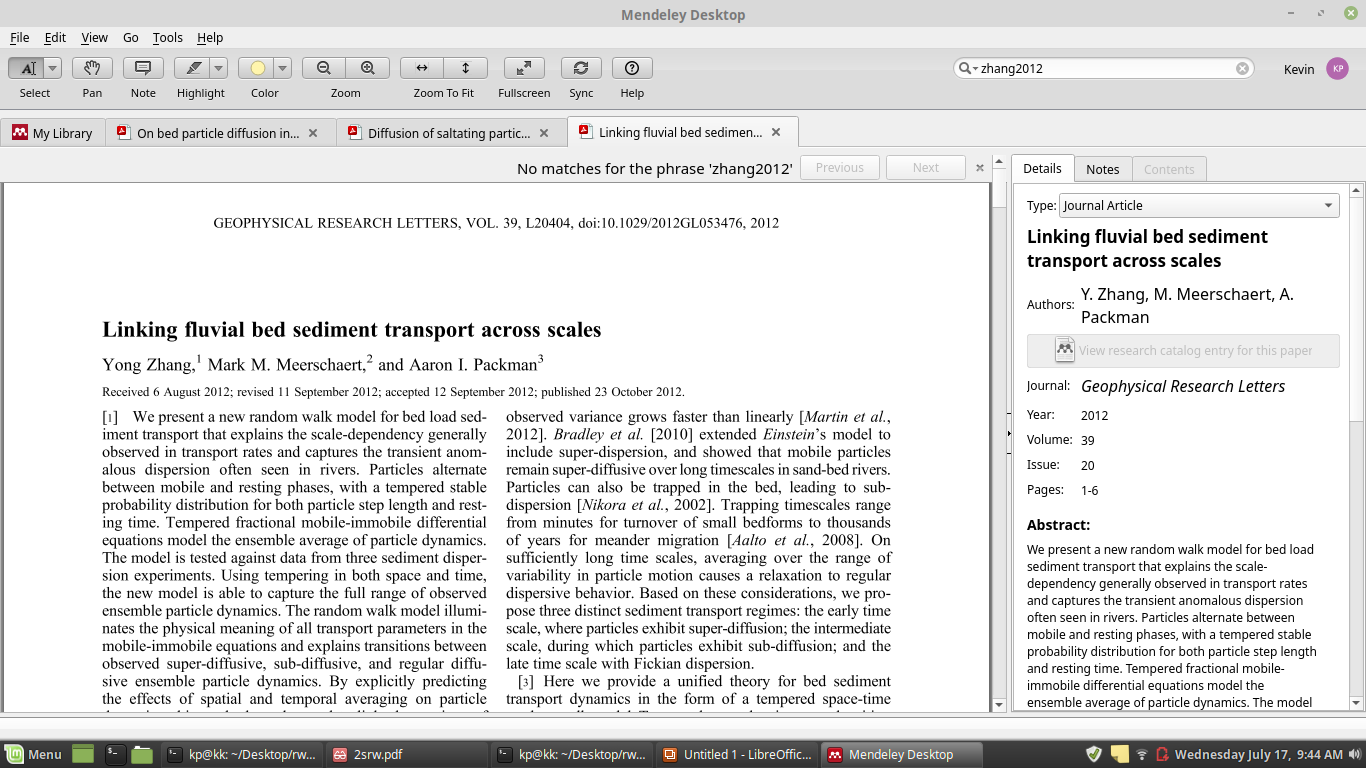 Mendeley Desktop
File Edit View Go Tools Help
Select Pan Note Highlight Color Zoom Zoom To Fit Fullscreen Sync Help
zhang2012
Kevin KP
My Library
On bed particle diffusion in...
Diffusion of saltating partic...
Linking fluvial bed sedimen...
No matches for the phrase 'zhang2012' Previous Next
GEOPHYSICAL RESEARCH LETTERS, VOL. 39, L20404, doi:10.1029/2012GL053476, 2012
Linking fluvial bed sediment transport across scales
Yong Zhang,1 Mark M. Meerschaert,2 and Aaron I. Packman3
Received 6 August 2012; revised 11 September 2012; accepted 12 September 2012; published 23 October 2012.
[1] We present a new random walk model for bed load sed-
iment transport that explains the scale-dependency generally
observed in transport rates and captures the transient anom-
alous dispersion often seen in rivers. Particles alternate
between mobile and resting phases, with a tempered stable
probability distribution for both particle step length and rest-
ing time. Tempered fractional mobile-immobile differential
equations model the ensemble average of particle dynamics.
The model is tested against data from three sediment disper-
sion experiments. Using tempering in both space and time,
the new model is able to capture the full range of observed
ensemble particle dynamics. The random walk model illumi-
nates the physical meaning of all transport parameters in the
mobile-immobile equations and explains transitions between
observed super-diffusive, sub-diffusive, and regular diffu-
sive ensemble particle dynamics. By explicitly predicting
the effects of spatial and temporal averaging on particle
observed variance grows faster than linearly [Martin et al.,
2012]. Bradley et al. [2010] extended Einstein's model to
include super-dispersion, and showed that mobile particles
remain super-diffusive over long timescales in sand-bed rivers.
Particles can also be trapped in the bed, leading to sub-
dispersion [Nikora et al., 2002]. Trapping timescales range
from minutes for turnover of small bedforms to thousands
of years for meander migration [Aalto et al., 2008]. On
sufficiently long time scales, averaging over the range of
variability in particle motion causes a relaxation to regular
dispersive behavior. Based on these considerations, we pro-
pose three distinct sediment transport regimes: the early time
scale, where particles exhibit super-diffusion; the intermediate
scale, during which particles exhibit sub-diffusion; and the
late time scale with Fickian dispersion.
[3] Here we provide a unified theory for bed sediment
transport dynamics in the form of a tempered space-time
Details Notes Contents
Type: Journal Article
Linking fluvial bed sediment
transport across scales
Authors: Y. Zhang, M. Meerschaert, A.
Packman
View research catalog entry for this paper
Journal: Geophysical Research Letters
Year: 2012
Volume: 39
Issue: 20
Pages: 1-6
Abstract:
We present a new random walk model for bed load
sediment transport that explains the scale-
dependency generally observed in transport rates
and captures the transient anomalous dispersion
often seen in rivers. Particles alternate between
mobile and resting phases, with a tempered stable
probability distribution for both particle step length
and resting time. Tempered fractional mobile-
immobile differential equations model the
ensemble average of particle dynamics. The model
Menu
kp@kk: ~/Desktop/rw...
2srw.pdf
kp@kk: ~/Desktop/rw...
Untitled 1 - LibreOffic...
Mendeley Desktop
Wednesday July 17, 9:44 AM